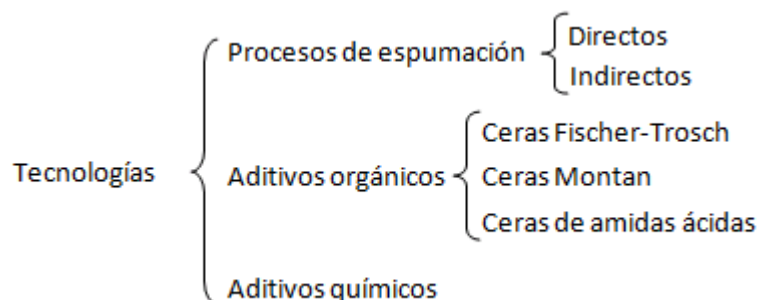 Tecnologías
Procesos de espumación
Directos
Indirectos
Aditivos orgánicos
Ceras Fischer-Trosch
Ceras Montan
Ceras de amidas ácidas
Aditivos químicos